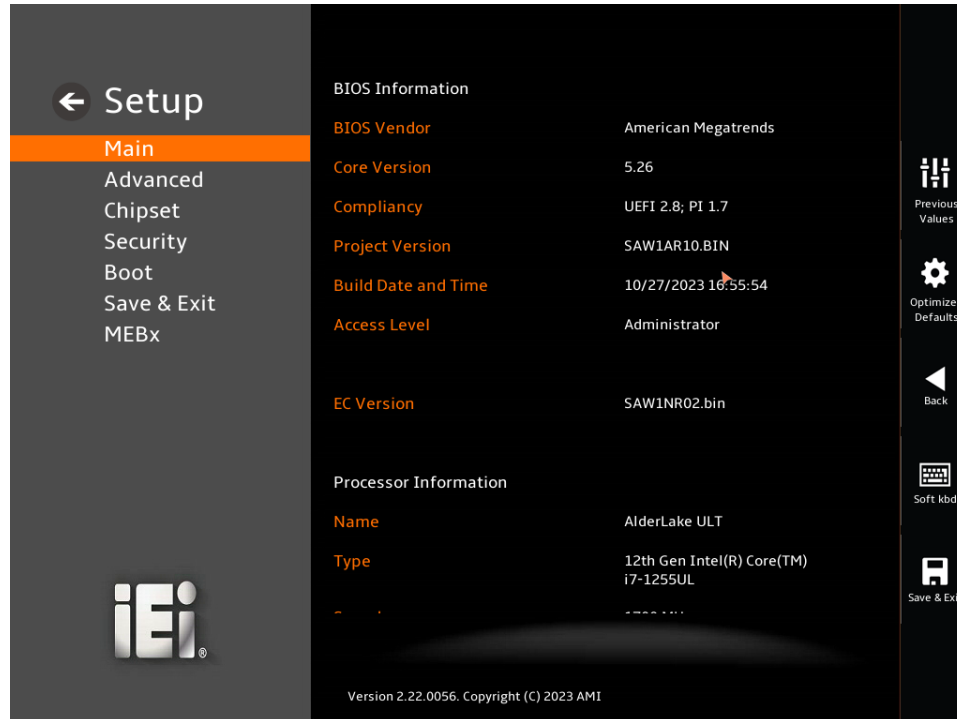 Setup
Main
Advanced
Chipset
Security
Boot
Save & Exit
MEBx
iEi®
BIOS Information
BIOS Vendor American Megatrends
Core Version 5.26
Compliancy UEFI 2.8; PI 1.7
Project Version SAW1AR10.BIN
Build Date and Time 10/27/2023 16:55:54
Access Level Administrator
EC Version SAW1NR02.bin
Processor Information
Name AlderLake ULT
Type 12th Gen Intel(R) Core(TM)
i7-1255UL
Version 2.22.0056. Copyright (C) 2023 AMI
Previous
Values
Optimize
Defaults
Back
Soft kbd
Save & Exi